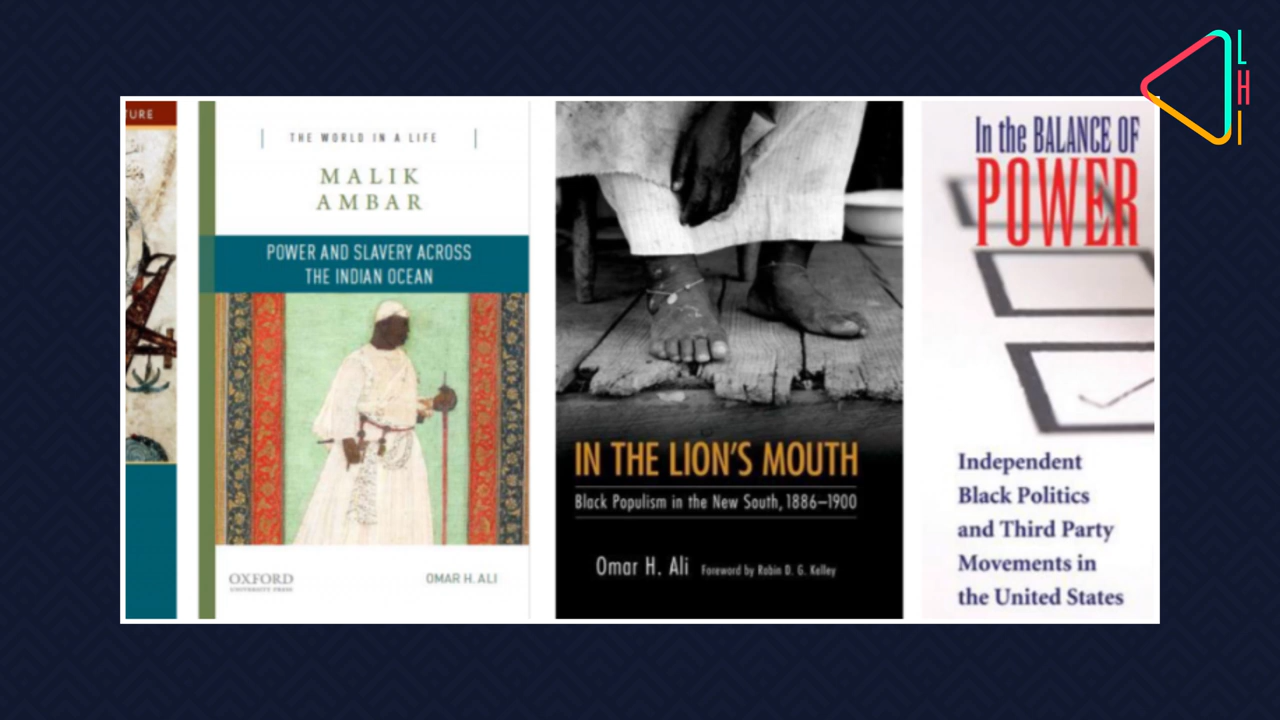 TURE
THE WORLD IN A LIFE
MALIK
AMBAR
POWER AND SLAVERY ACROSS
THE INDIAN OCEAN
OXFORD
UNIVERSITY PRESS
OMAR H. ALI
IN THE LION'S MOUTH
Black Populism in the New South, 1886–1900
Omar H. Ali Foreword by Robin D. G. Kelley
In the BALANCE OF
POWER
Independent
Black Politics
and Third Party
Movements in
the United States
LHI